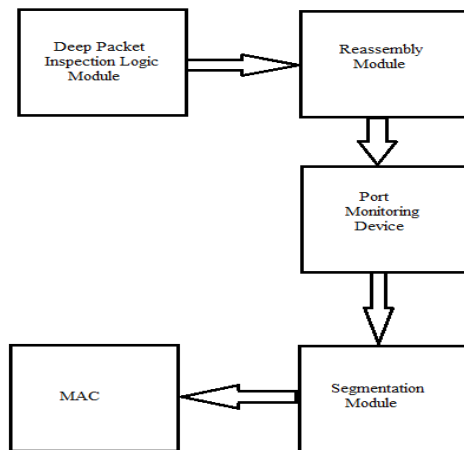 Deep Packet
Inspection Logic
Module
Reassembly
Module
Port
Monitoring
Device
Segmentation
Module
MAC